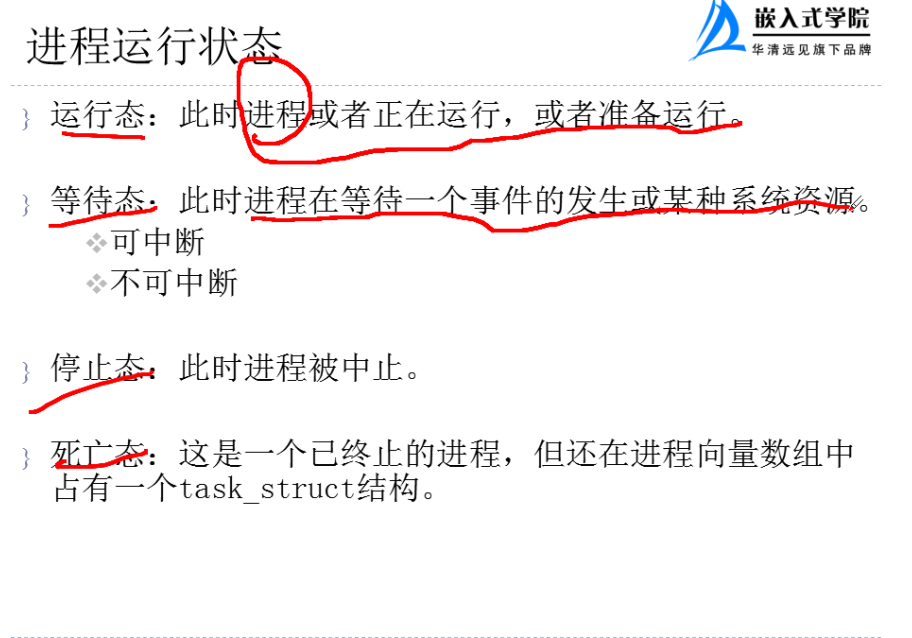 嵌入式学院
华清远见旗下品牌
进程运行状态
} 运行态：此时进程或者正在运行，或者准备运行。
} 等待态：此时进程在等待一个事件的发生或某种系统资源。
❖可中断
❖不可中断
} 停止态：此时进程被中止。
} 死亡态：这是一个已终止的进程，但还在进程向量数组中
占有一个task_struct结构。